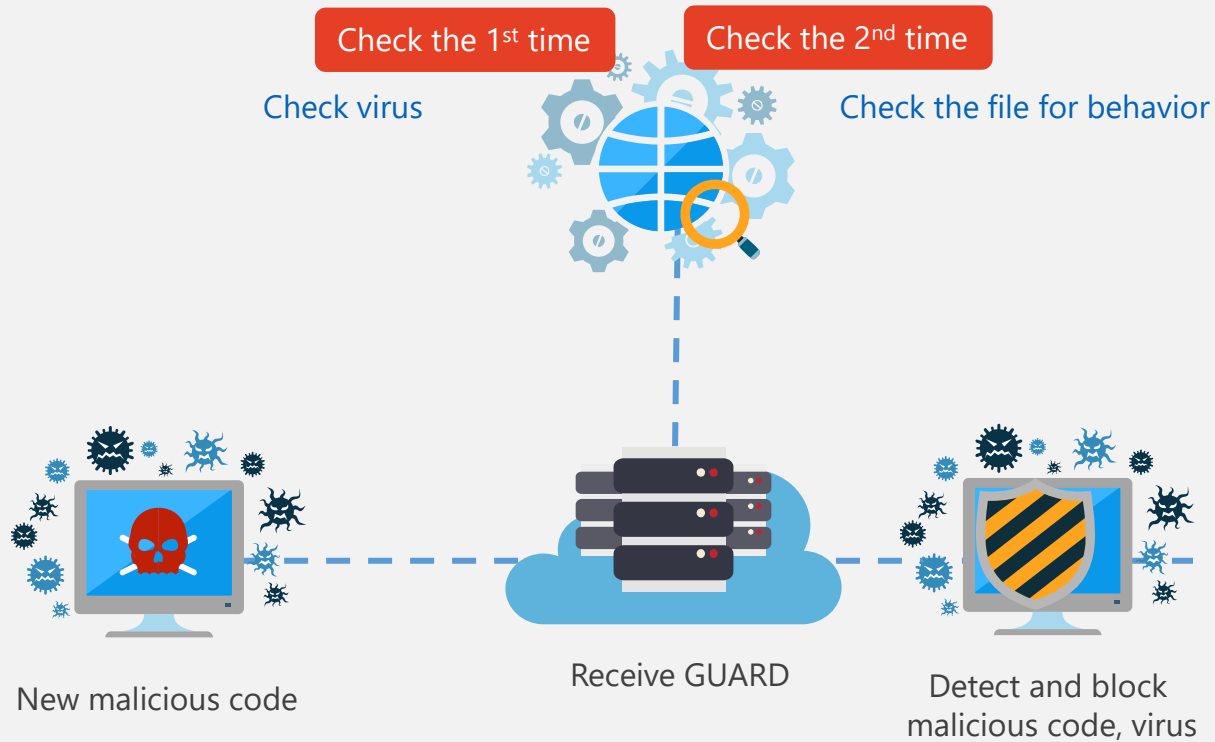 Check the 1st time
Check the 2nd time
Check virus
Check the file for behavior
New malicious code
Receive GUARD
Detect and block
malicious code, virus